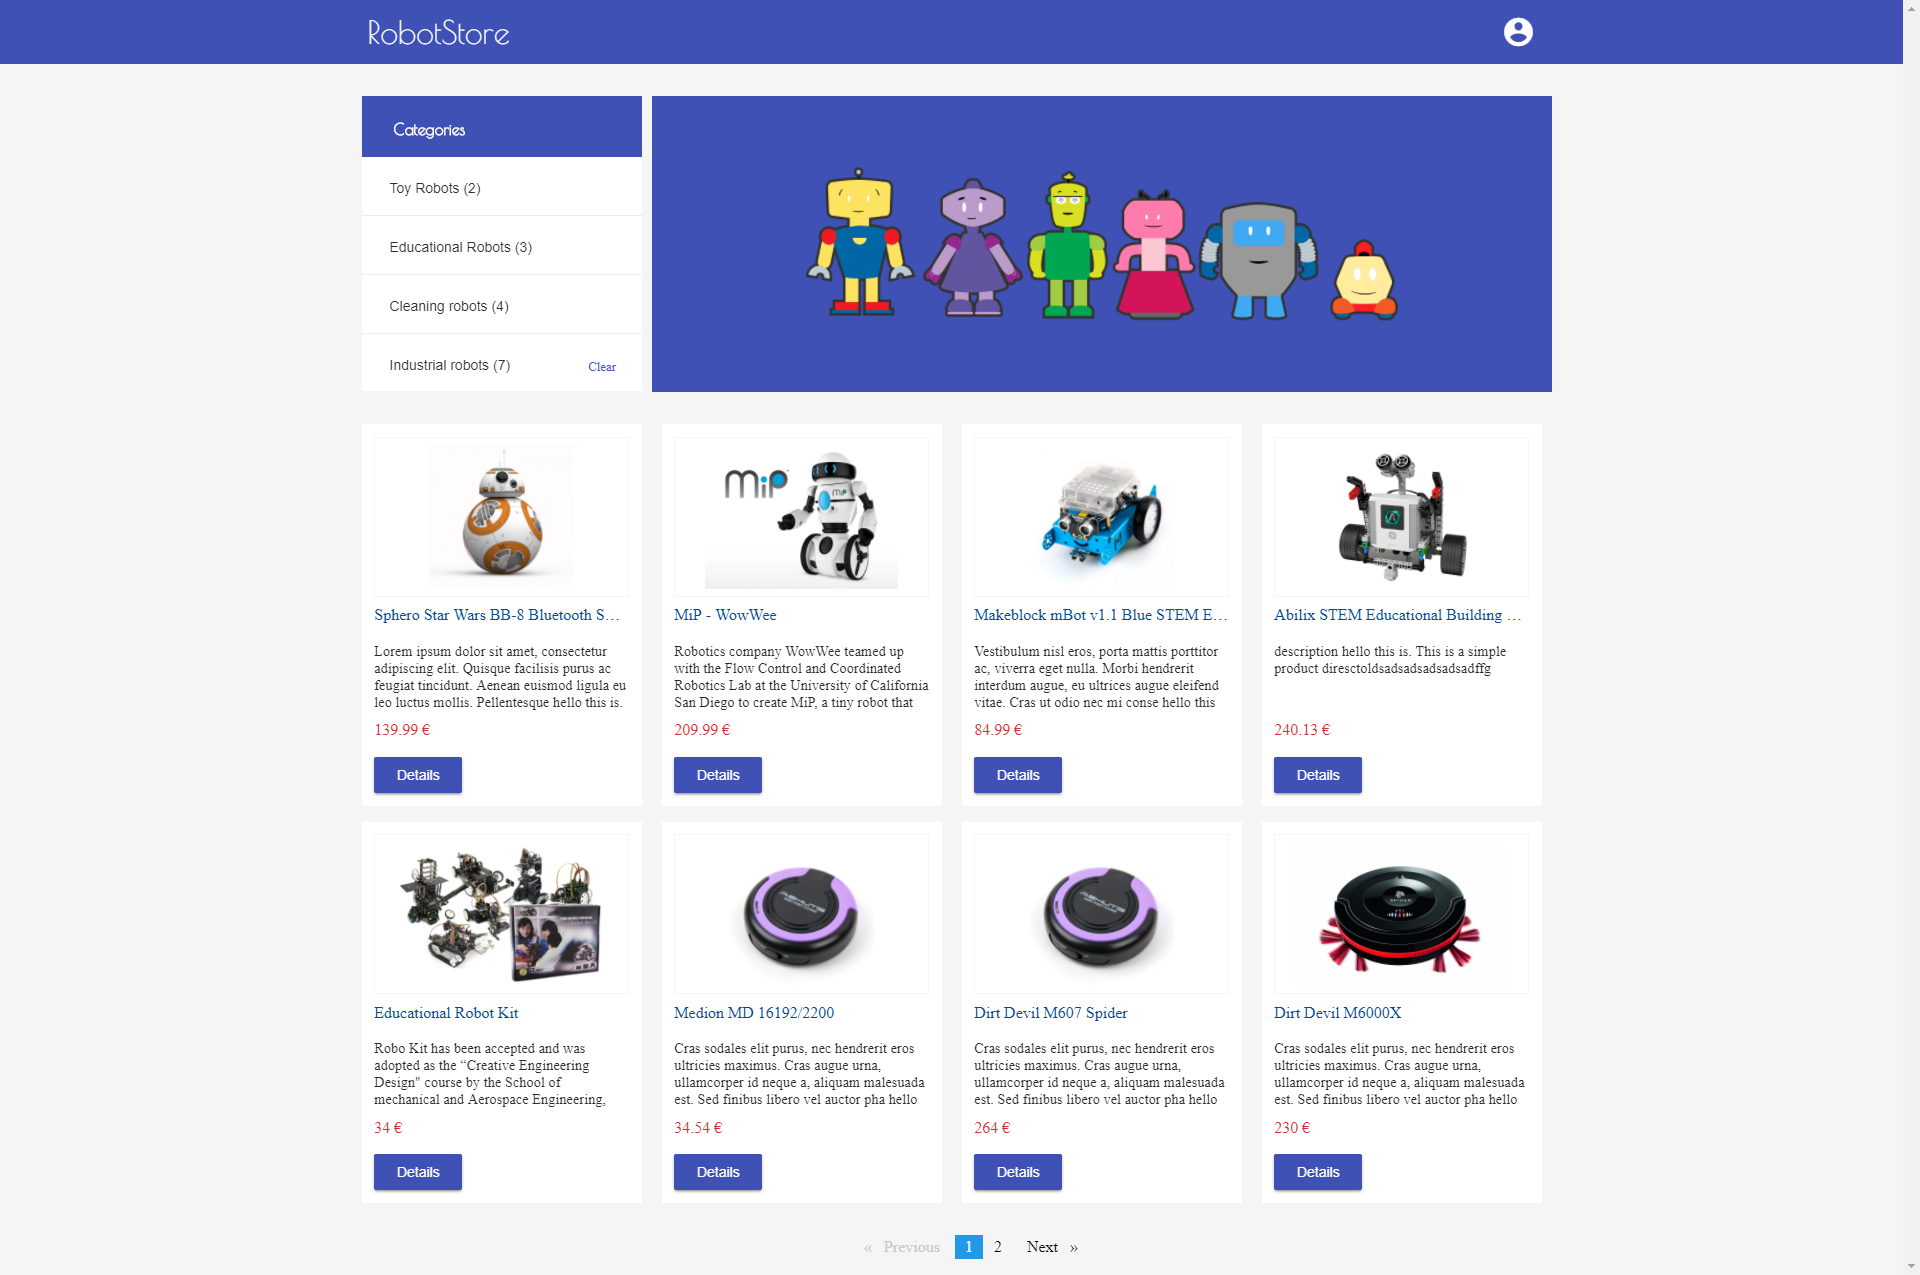 RobotStore
Categories
Toy Robots (2)
Educational Robots (3)
Cleaning robots (4)
Industrial robots (7)
Clear
MiP
MiP
Sphero Star Wars BB-8 Bluetooth S...
Lorem ipsum dolor sit amet, consectetur
adipiscing elit. Quisque facilisis purus ac
feugiat tincidunt. Aenean euismod ligula eu
leo luctus mollis. Pellentesque hello this is.
139.99 €
Details
MiP - WowWee
Robotics company WowWee teamed up
with the Flow Control and Coordinated
Robotics Lab at the University of California
San Diego to create MiP, a tiny robot that
209.99 €
Details
Makeblock mBot v1.1 Blue STEM E...
Vestibulum nisl eros, porta mattis porttitor
ac, viverra eget nulla. Morbi hendrerit
interdum augue, eu ultrices augue eleifend
vitae. Cras ut odio nec mi conse hello this
84.99 €
Details
Abilix STEM Educational Building ...
description hello this is. This is a simple
product diresctoldsadsadsadsadsadffg
240.13 €
Details
Educational Robot Kit
Robo Kit has been accepted and was
adopted as the “Creative Engineering
Design" course by the School of
mechanical and Aerospace Engineering,
34 €
Details
Medion MD 16192/2200
Cras sodales elit purus, nec hendrerit eros
ultricies maximus. Cras augue urna,
ullamcorper id neque a, aliquam malesuada
est. Sed finibus libero vel auctor pha hello
34.54 €
Details
Dirt Devil M607 Spider
Cras sodales elit purus, nec hendrerit eros
ultricies maximus. Cras augue urna,
ullamcorper id neque a, aliquam malesuada
est. Sed finibus libero vel auctor pha hello
264 €
Details
SPIDER
Dirt Devil M6000X
Cras sodales elit purus, nec hendrerit eros
ultricies maximus. Cras augue urna,
ullamcorper id neque a, aliquam malesuada
est. Sed finibus libero vel auctor pha hello
230 €
Details
« Previous 1 2 Next »